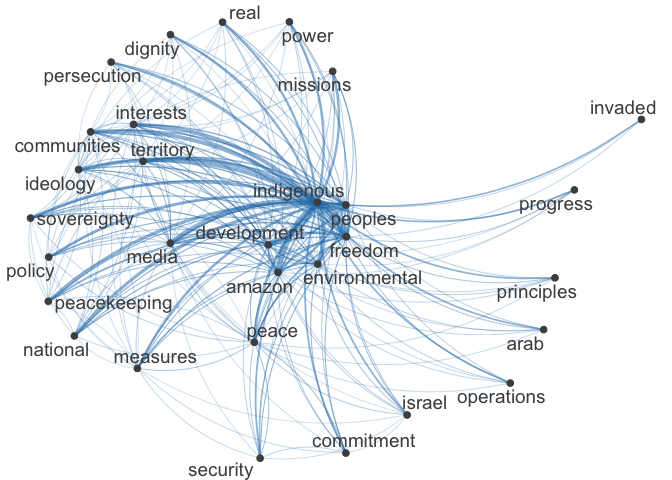 real
power
dignity
persecution
missions
invaded
interests
communities
territory
ideology
indigenous
progress
sovereignty
peoples
development
freedom
media
policy
environmental
amazon
principles
peacekeeping
peace
arab
national
measures
operations
israel
commitment
security